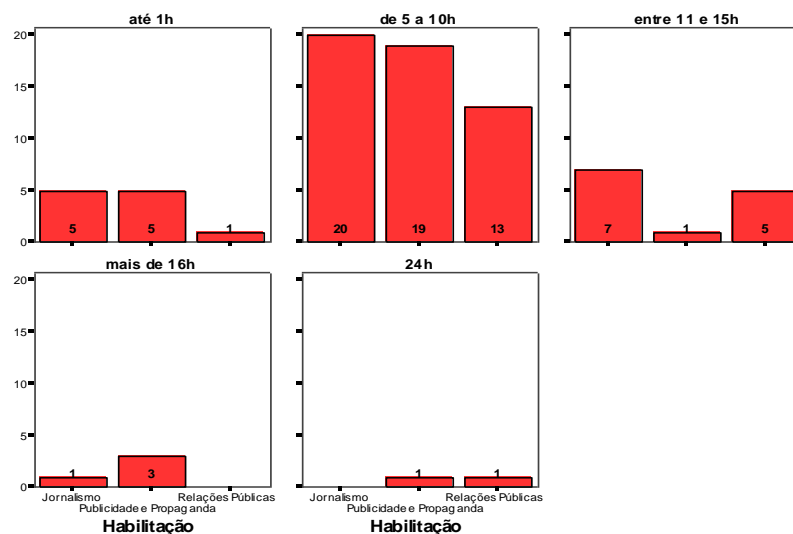 até 1h
de 5 a 10h
entre 11 e 15h
20
15
10
5
0
5
5
1
20
19
13
7
1
5
mais de 16h
24h
20
15
10
5
0
1
3
1
1
Jornalismo
Publicidade e Propaganda
Relações Públicas
Jornalismo
Publicidade e Propaganda
Relações Públicas
Habilitação
Habilitação